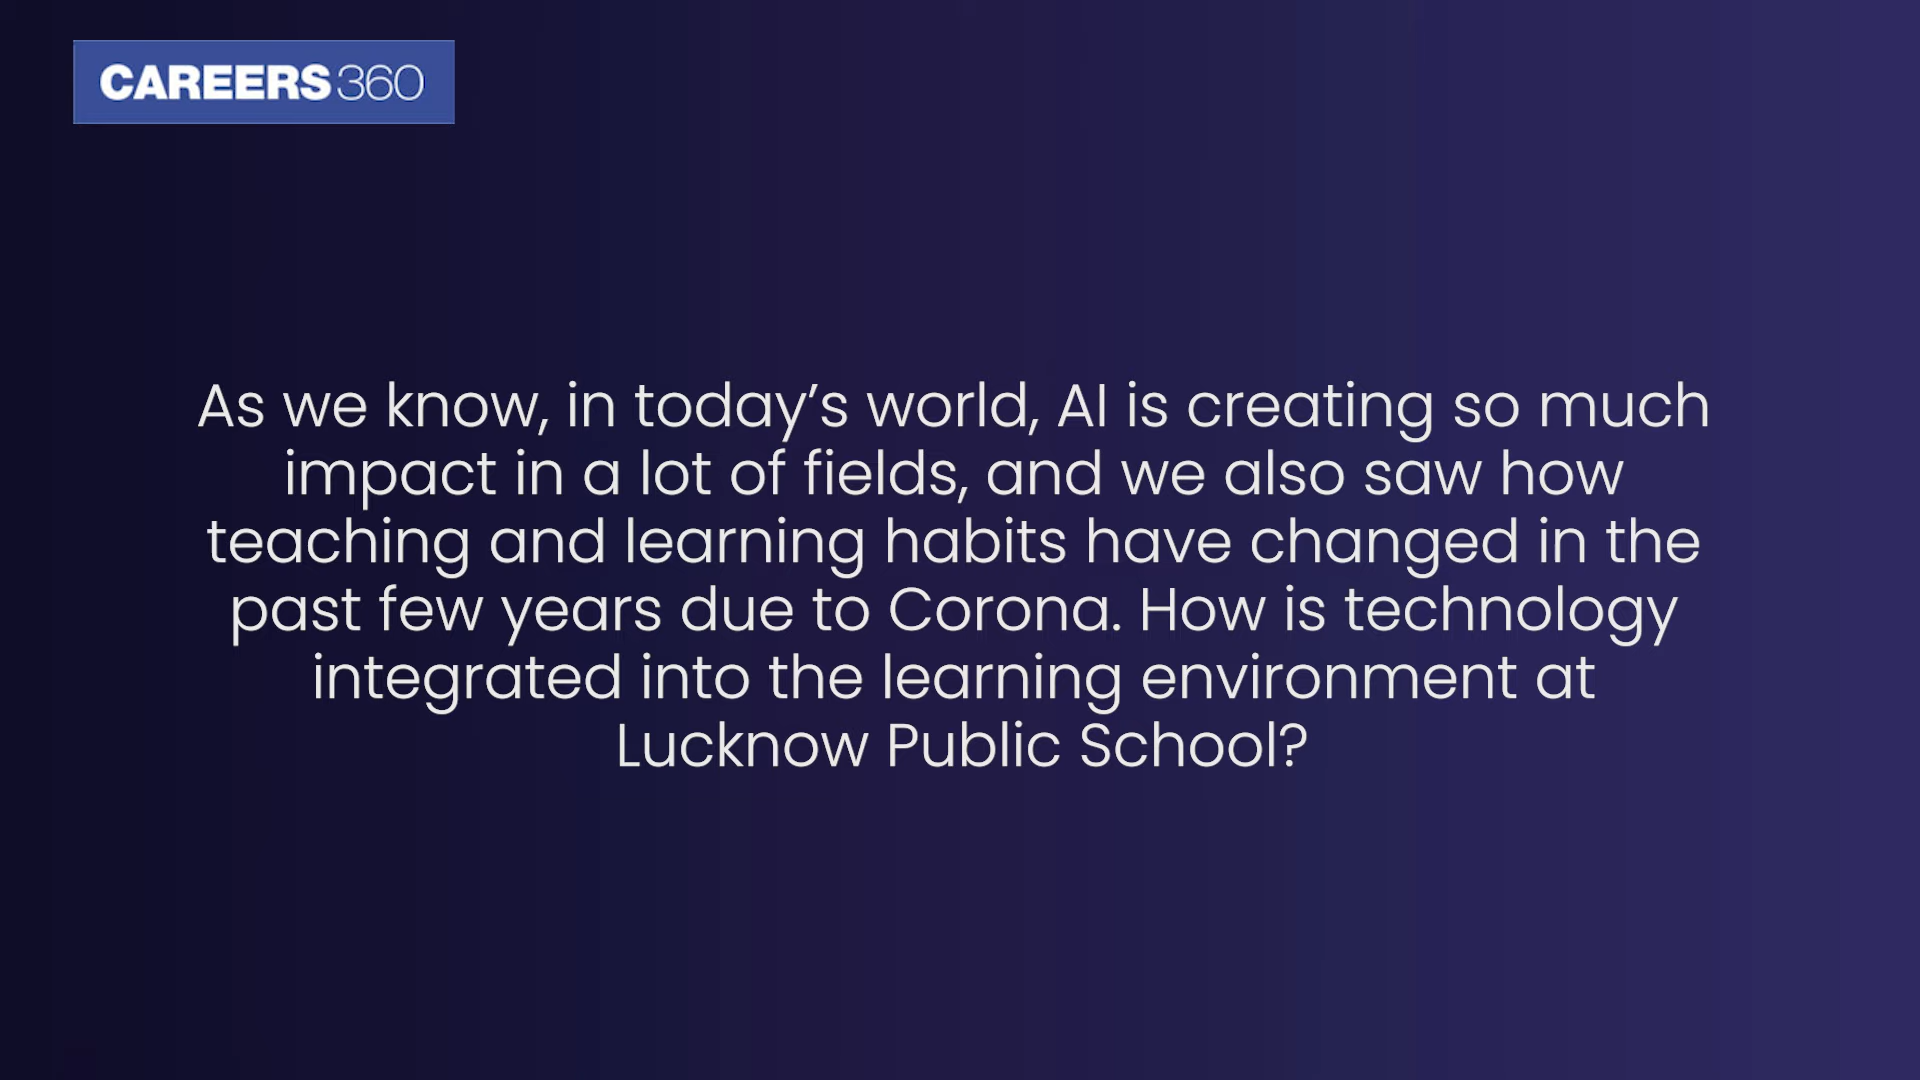 CAREERS360
As we know, in today’s world, AI is creating so much
impact in a lot of fields, and we also saw how
teaching and learning habits have changed in the
past few years due to Corona. How is technology
integrated into the learning environment at
Lucknow Public School?